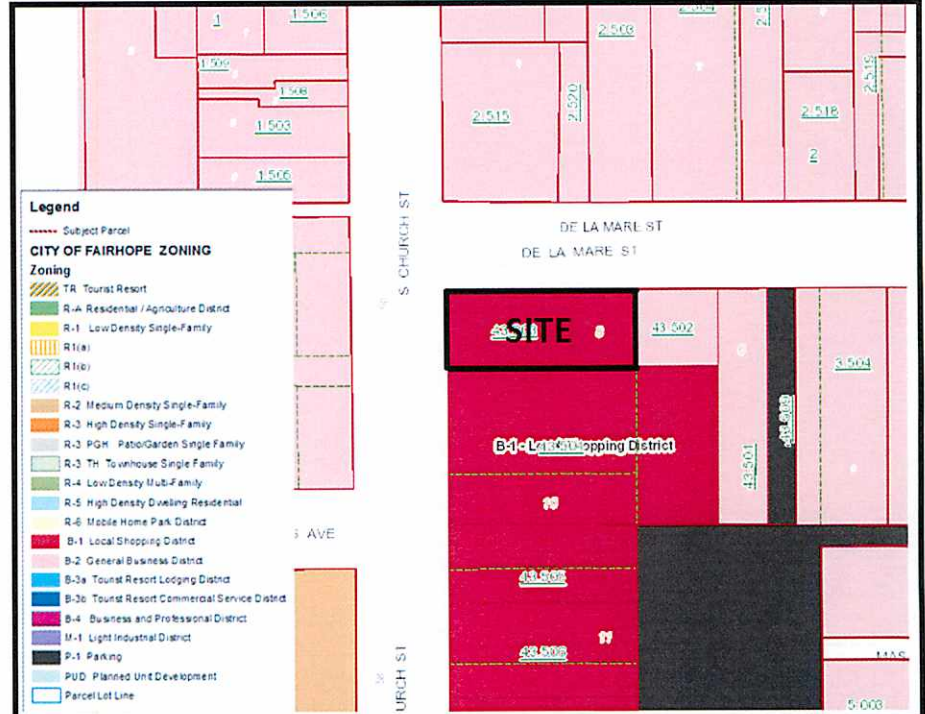 1
1.506
1.509
1.508
1.503
1.505
2.504
2.503
2.515
2.520
2.518
2
2.519
S CHURCH ST
DE LA MARE ST
DE LA MARE ST
SITE
8
43.502
3.504
43.501
B-1 - Local Shopping District
10
43.505
11
43.506
S AVE
URCH ST
MAS
5.003
Legend
Subject Parcel
CITY OF FAIRHOPE ZONING
Zoning
TR Tourist Resort
R-A Residential / Agriculture District
R-1 Low Density Single-Family
R1(a)
R1(b)
R1(c)
R-2 Medium Density Single-Family
R-3 High Density Single-Family
R-3 PGH Patio/Garden Single Family
R-3 TH Townhouse Single Family
R-4 Low Density Multi-Family
R-5 High Density Dwelling Residential
R-6 Mobile Home Park District
B-1 Local Shopping District
B-2 General Business District
B-3a Tourist Resort Lodging District
B-3b Tourist Resort Commercial Service District
B-4 Business and Professional District
M-1 Light Industrial District
P-1 Parking
PUD Planned Unit Development
Parcel Lot Line